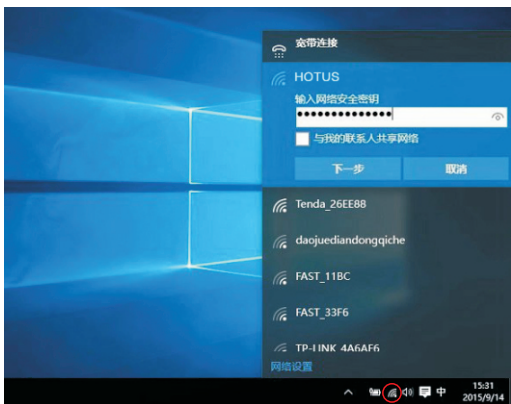 宽带连接
HOTUS
输入网络安全密钥
●●●●●●●●●●●●●●
与我的联系人共享网络
下一步
取消
Tenda_26EE88
daojuediandongqiche
FAST_11BC
FAST_33F6
TP-LINK_4A6AF6
网络设置
中
15:31
2015/9/14